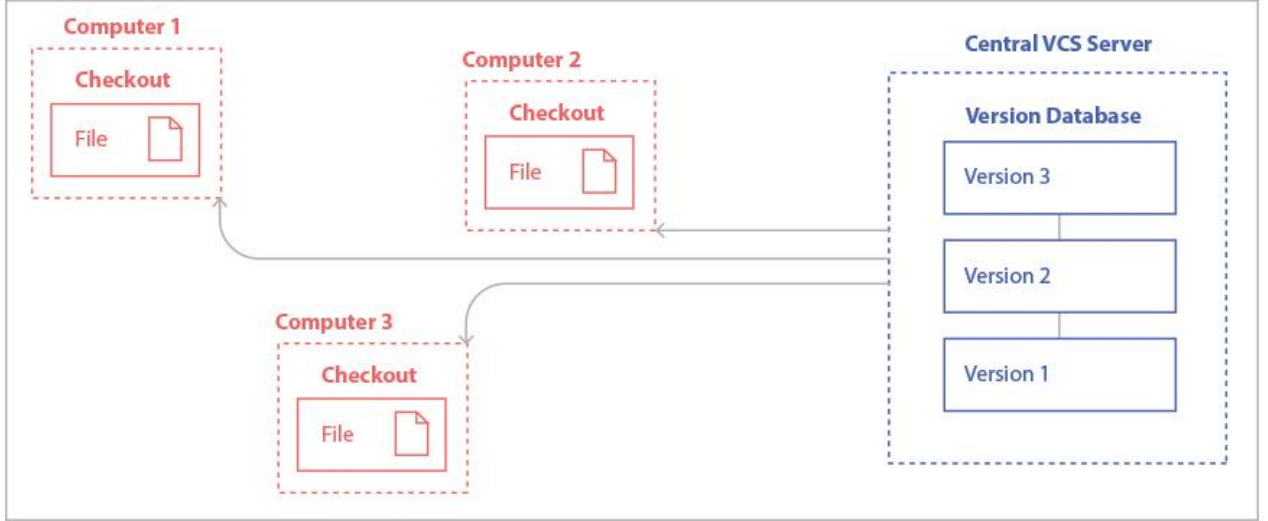 Computer 1
Checkout
File
Computer 2
Checkout
File
Computer 3
Checkout
File
Central VCS Server
Version Database
Version 3
Version 2
Version 1